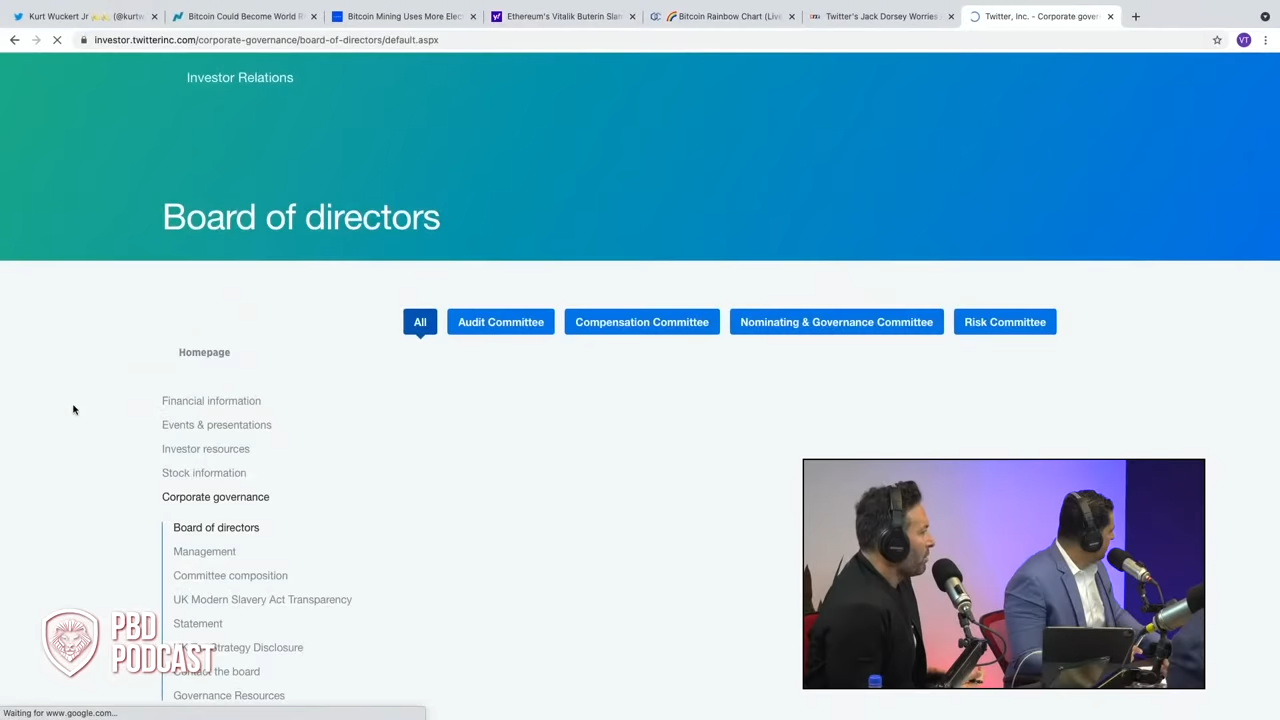 Kurt Wuckert Jr
(@kurtw
Bitcoin Could Become World R
Bitcoin Mining Uses More Elec
Ethereum's Vitalik Buterin Slan
Bitcoin Rainbow Chart (Live
Twitter's Jack Dorsey Worries
Twitter, Inc. - Corporate gover
investor.twitterinc.com/corporate-governance/board-of-directors/default.aspx
VT
Investor Relations
Board of directors
All
Audit Committee
Compensation Committee
Nominating & Governance Committee
Risk Committee
Homepage
Financial information
Events & presentations
Investor resources
Stock information
Corporate governance
Board of directors
Management
Committee composition
UK Modern Slavery Act Transparency
Statement
Strategy Disclosure
the board
Governance Resources
PBD
PODCAST
Waiting for www.google.com...